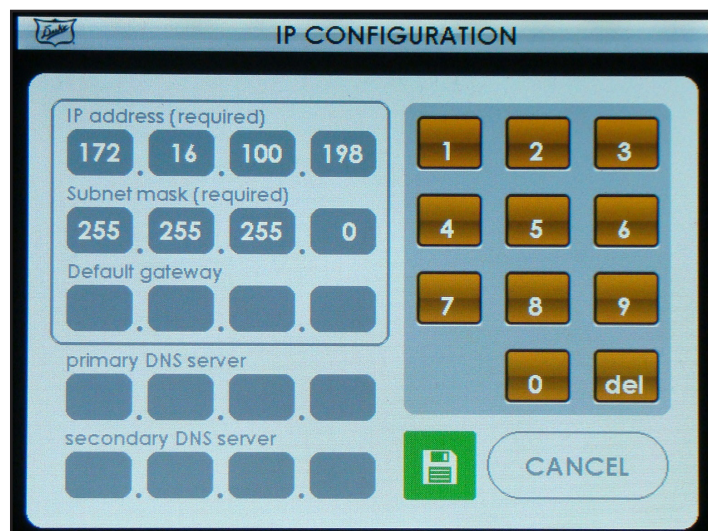 Duke
IP CONFIGURATION
IP address (required)
172 . 16 . 100 . 198
Subnet mask (required)
255 . 255 . 255 . 0
Default gateway
. . .
primary DNS server
. . .
secondary DNS server
. . .
1 2 3
4 5 6
7 8 9
0 del
CANCEL